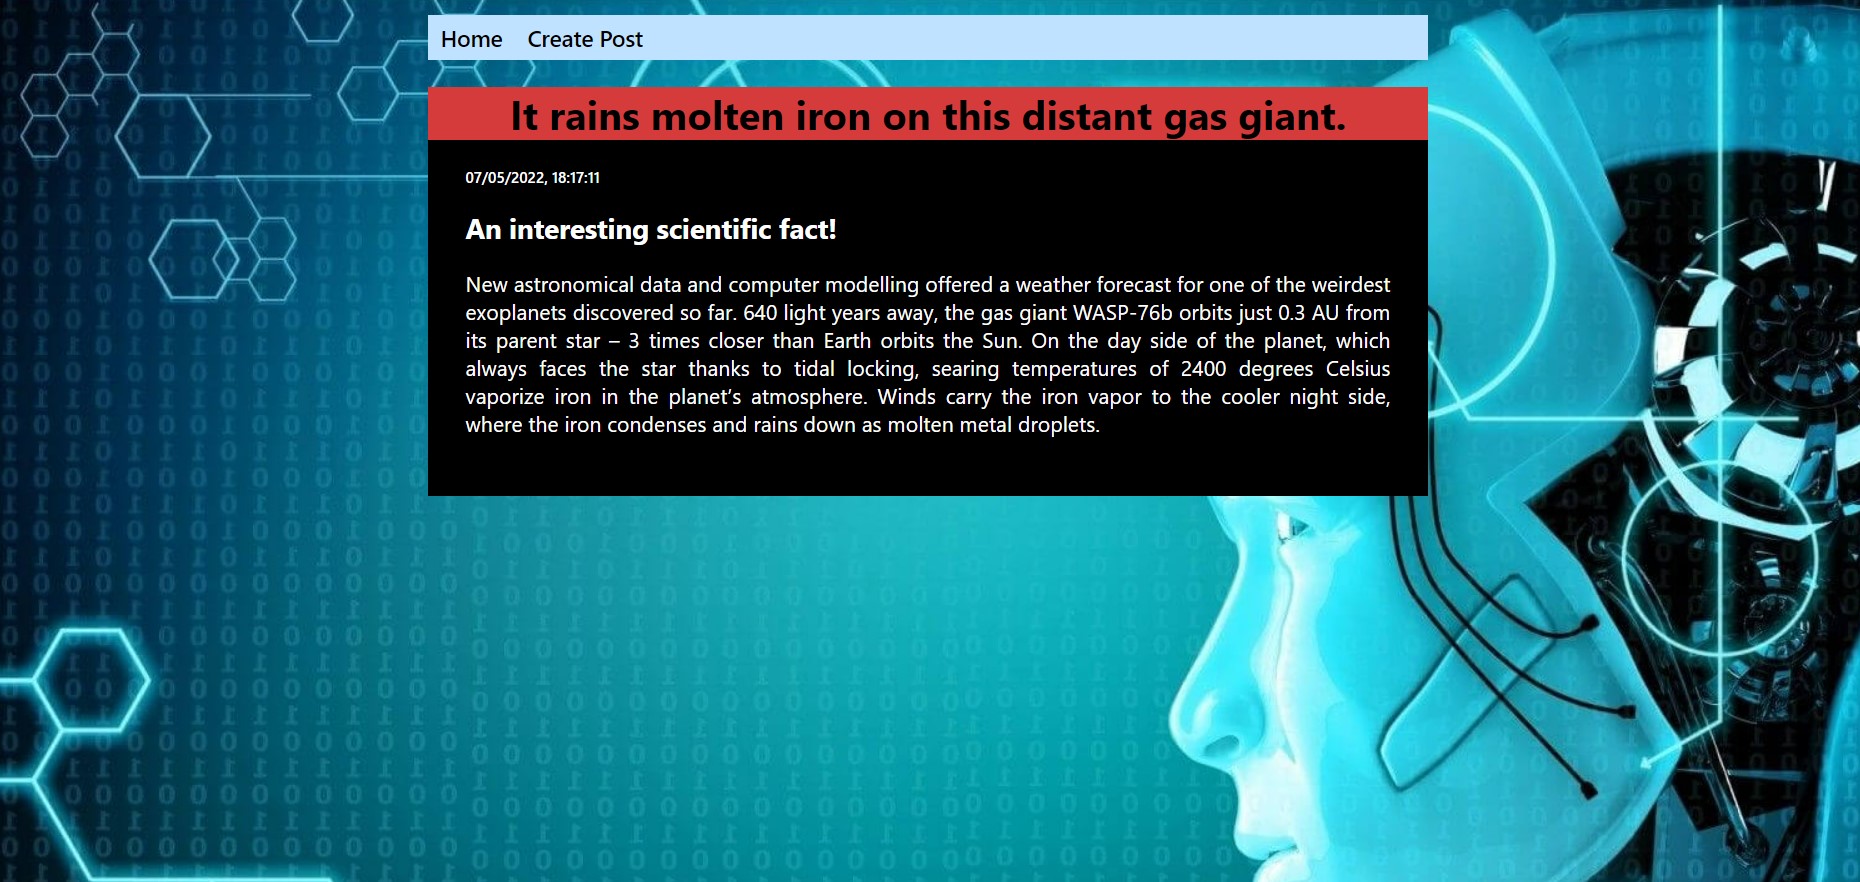 Home Create Post
It rains molten iron on this distant gas giant.
07/05/2022, 18:17:11
An interesting scientific fact!
New astronomical data and computer modelling offered a weather forecast for one of the weirdest
exoplanets discovered so far. 640 light years away, the gas giant WASP-76b orbits just 0.3 AU from
its parent star – 3 times closer than Earth orbits the Sun. On the day side of the planet, which
always faces the star thanks to tidal locking, searing temperatures of 2400 degrees Celsius
vaporize iron in the planet’s atmosphere. Winds carry the iron vapor to the cooler night side,
where the iron condenses and rains down as molten metal droplets.